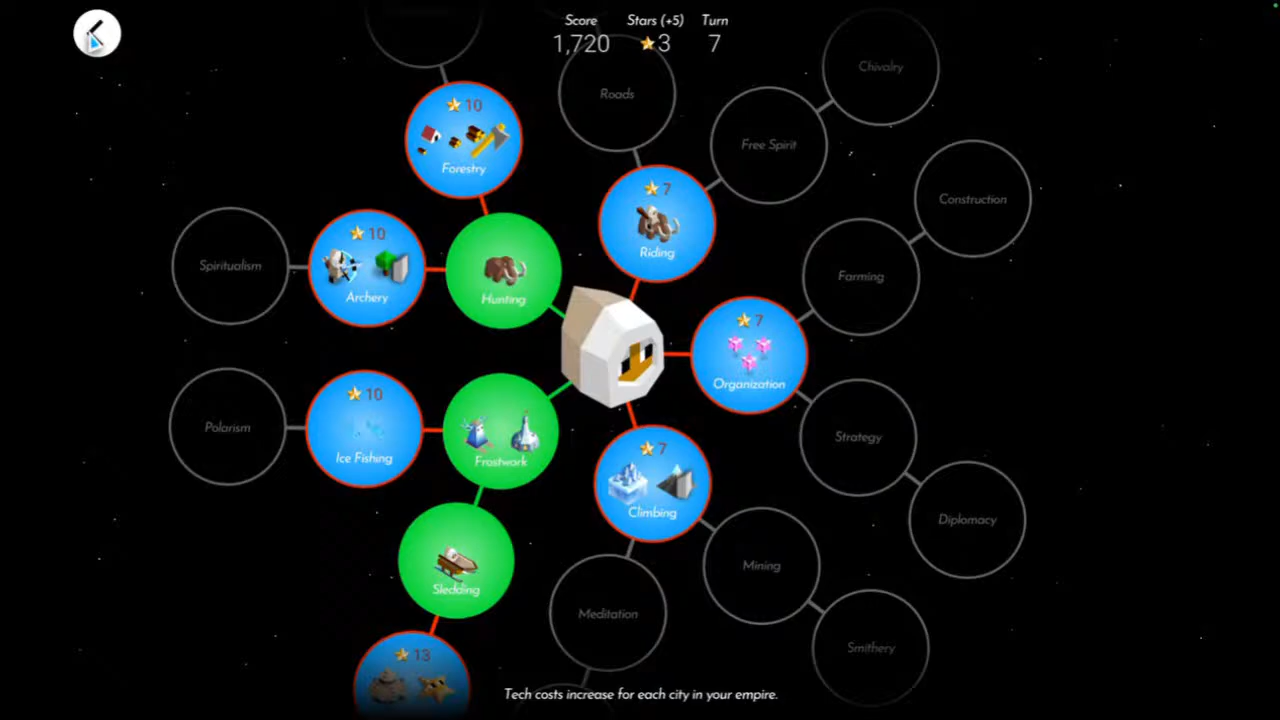 Score
Stars (+5)
Turn
1,720
3
7
Roads
Chivalry
10
Forestry
Free Spirit
7
Riding
Construction
Spiritualism
10
Archery
Hunting
Farming
7
Organization
10
Polarism
Ice Fishing
Frostwork
7
Climbing
Strategy
Diplomacy
Sledding
Mining
Meditation
Smithery
13
Tech costs increase for each city in your empire.